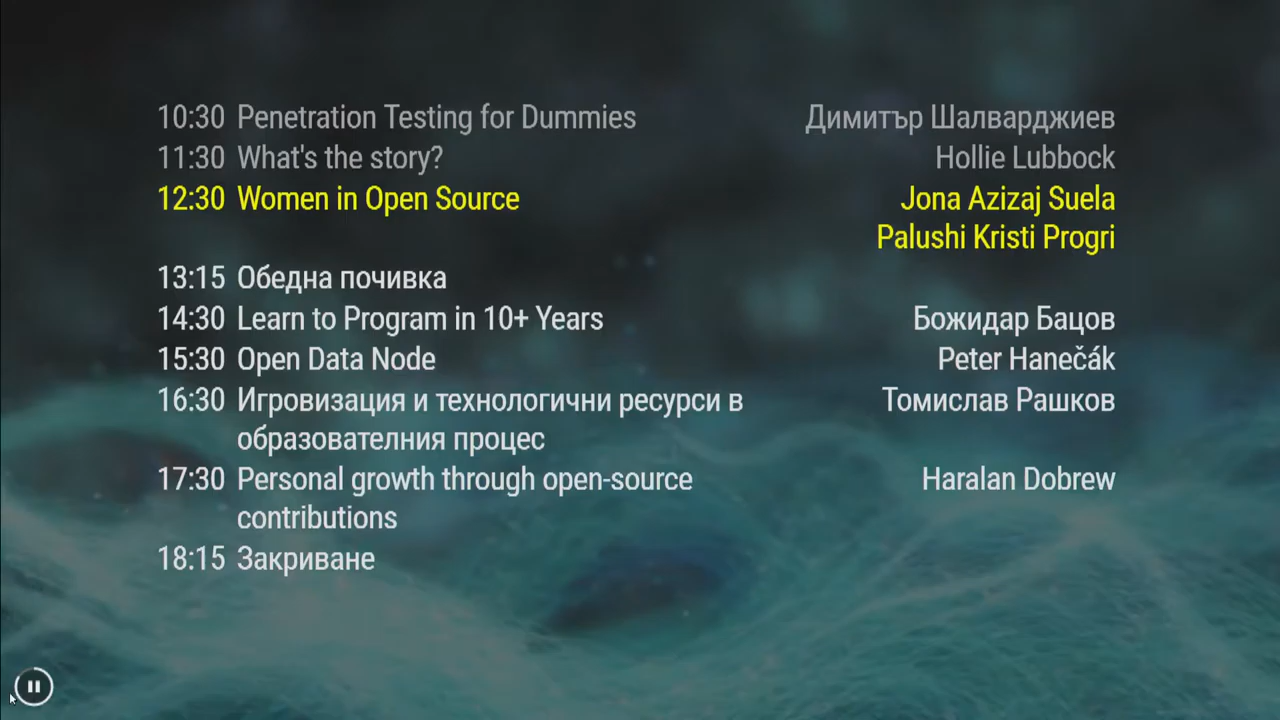 10:30 Penetration Testing for Dummies Димитър Шалварджиев
11:30 What's the story? Hollie Lubbock
12:30 Women in Open Source Jona Azizaj Suela
Palushi Kristi Progri
13:15 Обедна почивка
14:30 Learn to Program in 10+ Years Божидар Бацов
15:30 Open Data Node Peter Hanečák
16:30 Игровизация и технологични ресурси в Томислав Рашков
образователния процес
17:30 Personal growth through open-source Haralan Dobrew
contributions
18:15 Закриване